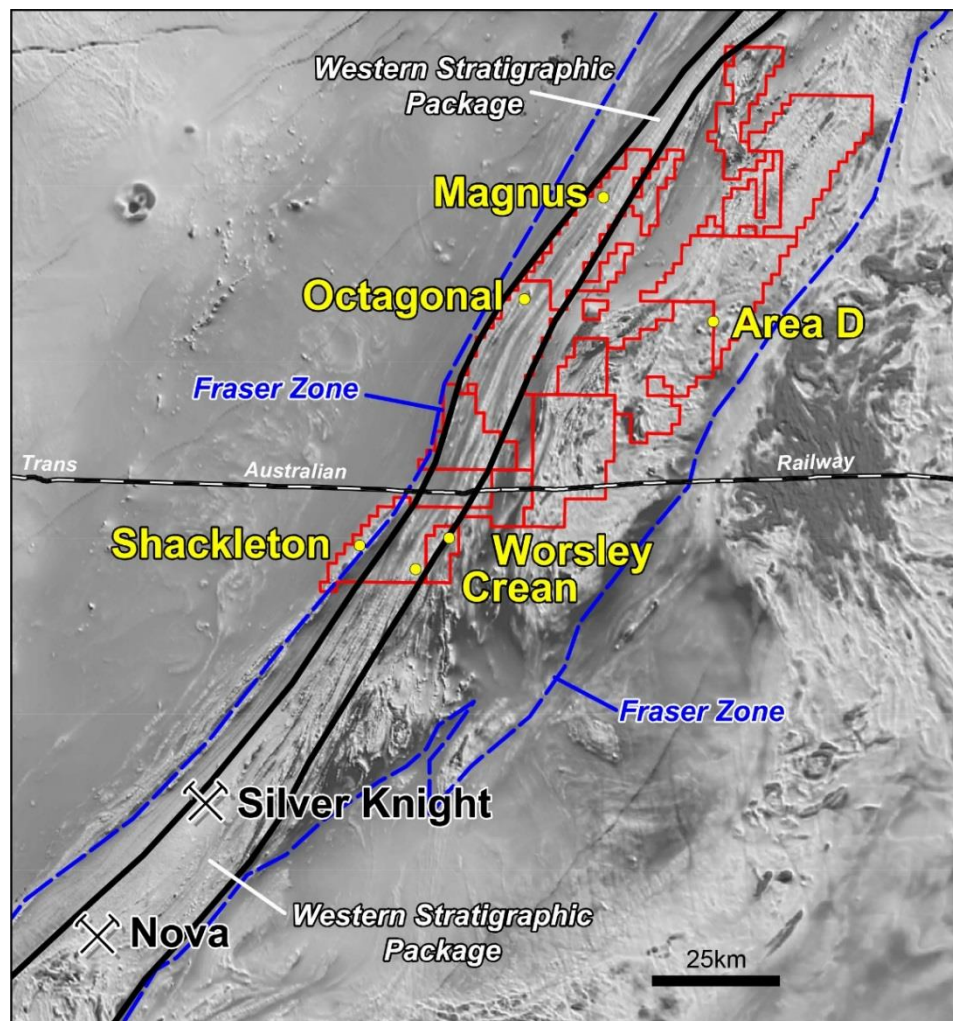 Western Stratigraphic
Package
Magnus
Octagonal
Area D
Fraser Zone
Trans Australian Railway
Shackleton
Worsley
Crean
Fraser Zone
Silver Knight
Western Stratigraphic
Package
Nova
25km